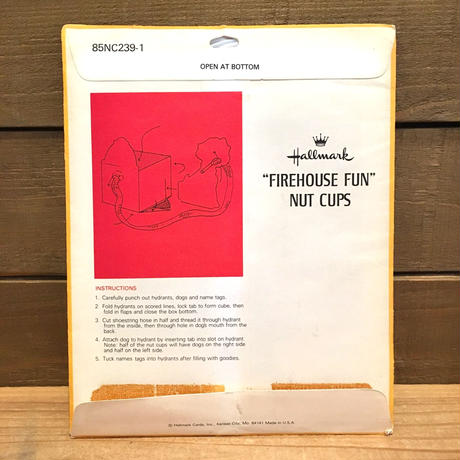 85NC239-1
OPEN AT BOTTOM
Hallmark
"FIREHOUSE FUN"
NUT CUPS
INSTRUCTIONS
1. Carefully punch out hydrants, dogs and name tags.
2. Fold hydrants on scored lines, lock tab to form cube, then
fold in flaps and close the box bottom.
3. Cut shoestring hose in half and thread it through hydrant
from the inside, then through hole in dogs mouth from the
back.
4. Attach dog to hydrant by inserting tab into slot on hydrant.
Note: half of the nut cups will have dogs on the right side
and half on the left side.
5. Tuck names tags into hydrants after filling with goodies.
© Hallmark Cards, Inc., Kansas City, Mo. 64141 Made in U.S.A.